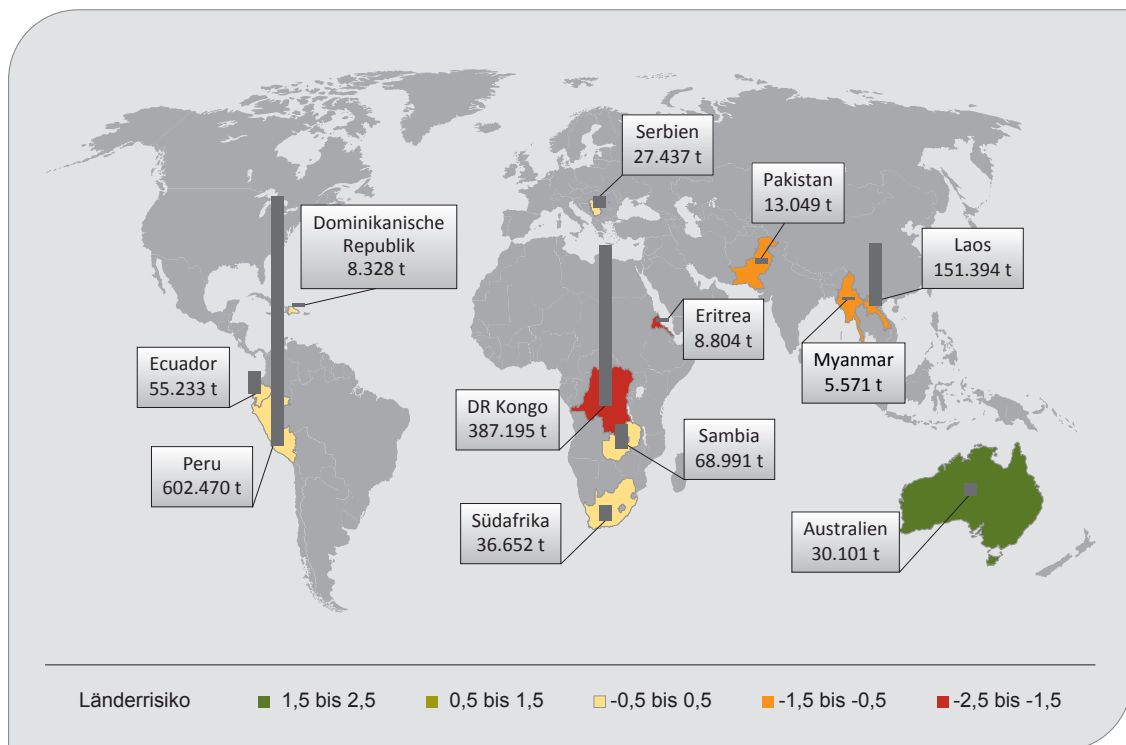 Serbien
27.437 t
Pakistan
13.049 t
Dominikanische
Republik
8.328 t
Laos
151.394 t
Eritrea
8.804 t
Myanmar
5.571 t
Ecuador
55.233 t
DR Kongo
387.195 t
Sambia
68.991 t
Peru
602.470 t
Südafrika
36.652 t
Australien
30.101 t
Länderrisiko
1,5 bis 2,5
0,5 bis 1,5
-0,5 bis 0,5
-1,5 bis -0,5
-2,5 bis -1,5